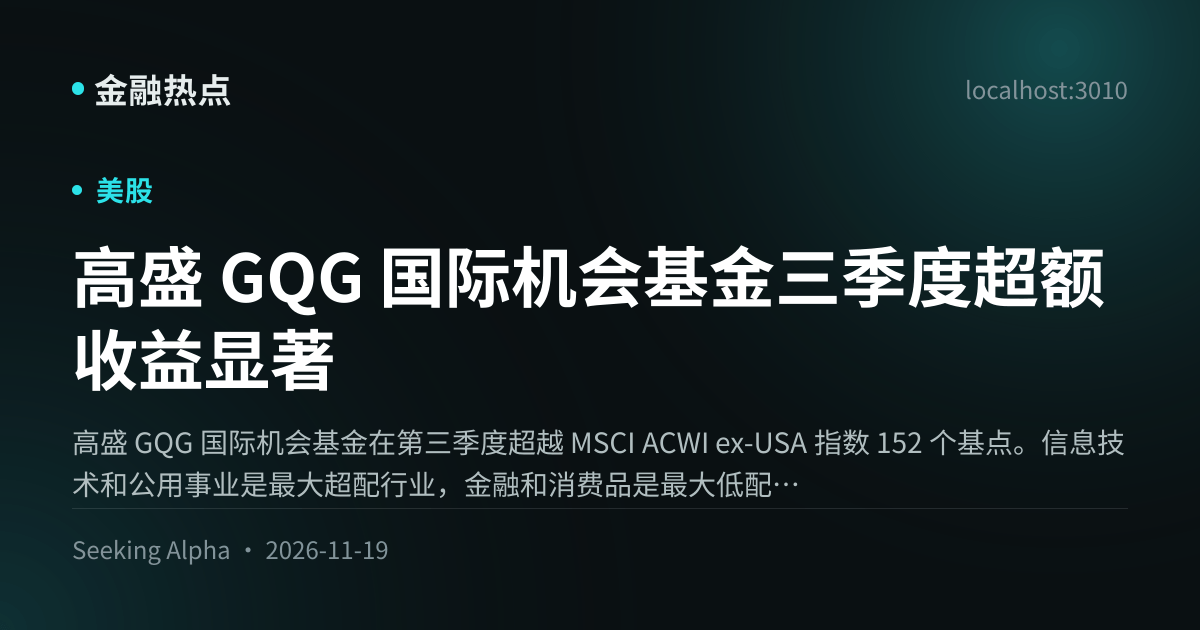 金融热点
localhost:3010
美股
高盛 GQG 国际机会基金三季度超额
收益显著
高盛 GQG 国际机会基金在第三季度超越 MSCI ACWI ex-USA 指数 152 个基点。信息技
术和公用事业是最大超配行业，金融和消费品是最大低配…
Seeking Alpha · 2026-11-19